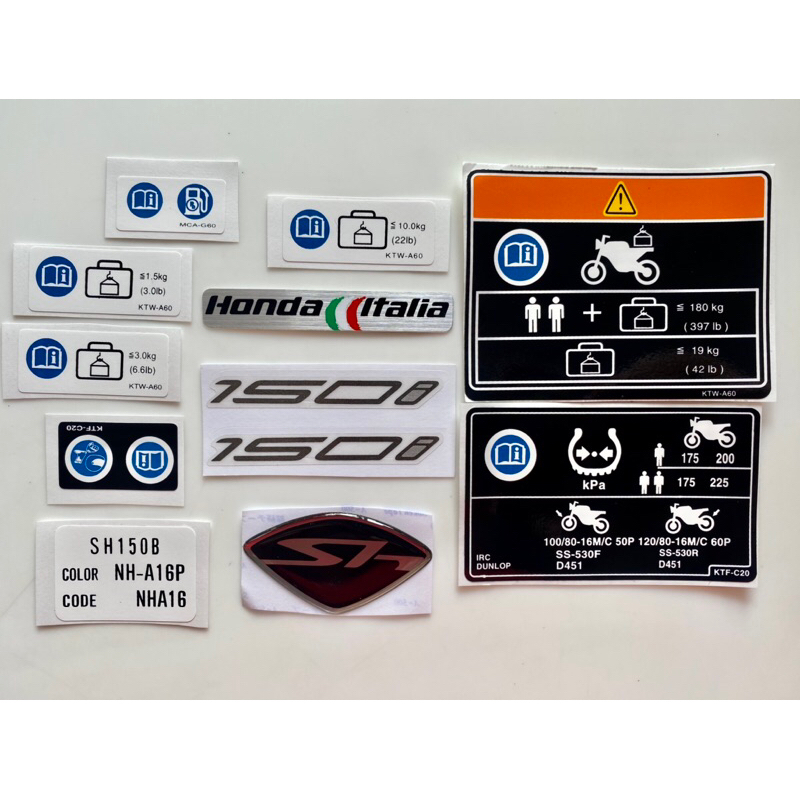 MCA-G60
≦ 10.0kg
(22lb)
KTW-A60
≦1.5kg
(3.0lb)
KTW-A60
Honda Italia
≦3.0kg
(6.6lb)
KTW-A60
150i
150i
KTF-C20
SH150B
COLOR NH-A16P
CODE NHA16
SH
≦ 180 kg
(397 lb)
≦ 19 kg
(42 lb)
KTW-A60
kPa
175 200
175 225
100/80-16M/C 50P 120/80-16M/C 60P
IRC SS-530F SS-530R
DUNLOP D451 D451
KTF-C20